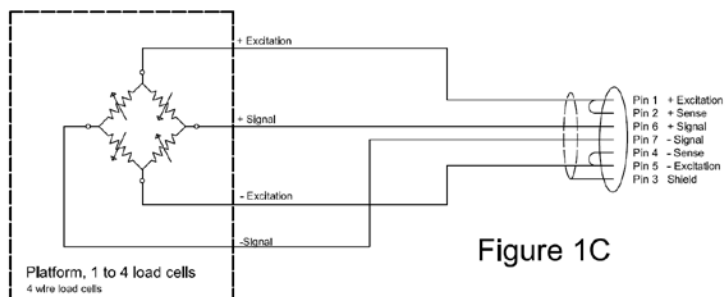 + Excitation
+ Signal
- Excitation
-Signal
Platform, 1 to 4 load cells
4 wire load cells
Pin 1 + Excitation
Pin 2 + Sense
Pin 6 + Signal
Pin 7 - Signal
Pin 4 - Sense
Pin 5 - Excitation
Pin 3 Shield
Figure 1C